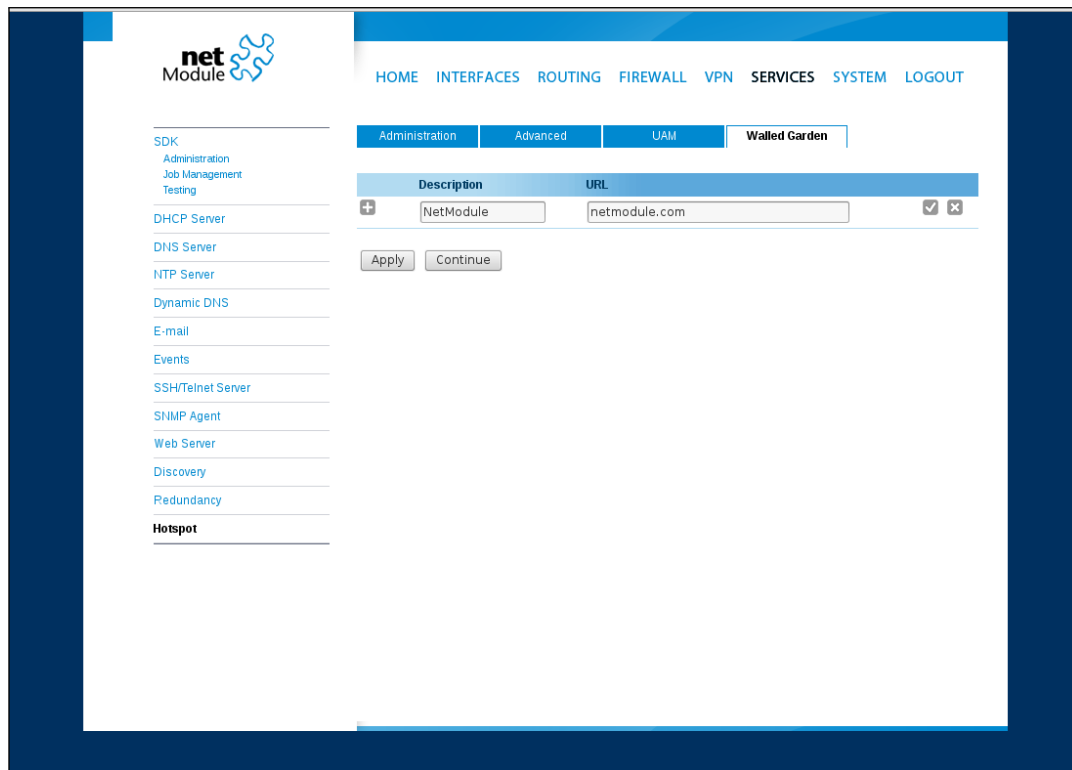 net
Module
HOME INTERFACES ROUTING FIREWALL VPN SERVICES SYSTEM LOGOUT
Administration Advanced UAM Walled Garden
SDK
Administration
Job Management
Testing
DHCP Server
DNS Server
NTP Server
Dynamic DNS
E-mail
Events
SSH/Telnet Server
SNMP Agent
Web Server
Discovery
Redundancy
Hotspot
Description URL
NetModule netmodule.com
Apply Continue